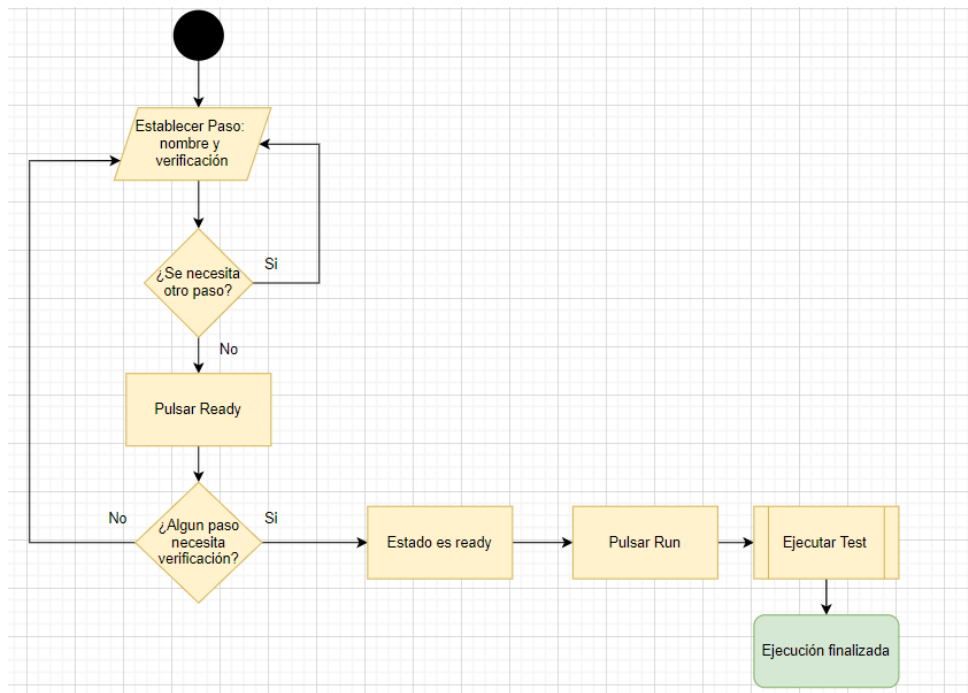 Establecer Paso:
nombre y
verificación
¿Se necesita
otro paso?
Si
No
Pulsar Ready
¿Algun paso
necesita
verificación?
No
Si
Estado es ready
Pulsar Run
Ejecutar Test
Ejecución finalizada